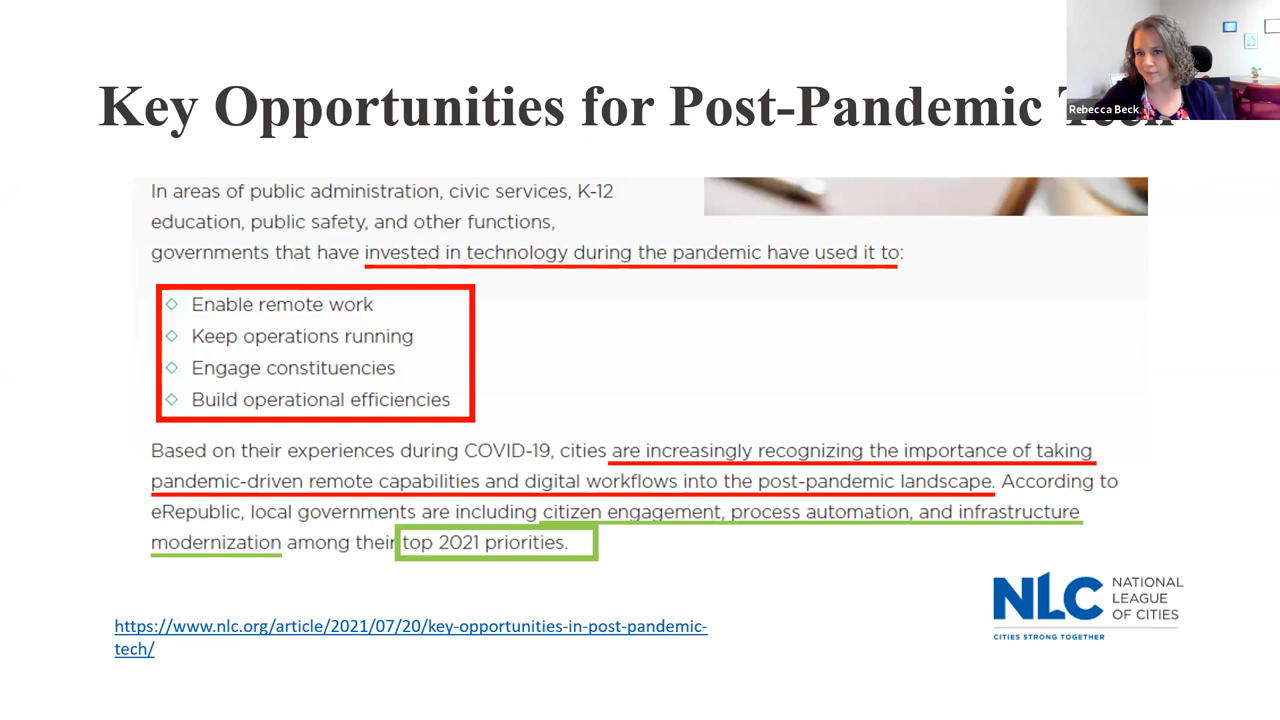 Key Opportunities for Post-Pandemic Tech
Rebecca Beck
In areas of public administration, civic services, K-12
education, public safety, and other functions,
governments that have invested in technology during the pandemic have used it to:
Enable remote work
Keep operations running
Engage constituencies
Build operational efficiencies
Based on their experiences during COVID-19, cities are increasingly recognizing the importance of taking
pandemic-driven remote capabilities and digital workflows into the post-pandemic landscape. According to
eRepublic, local governments are including citizen engagement, process automation, and infrastructure
modernization among their top 2021 priorities.
NLC NATIONAL
LEAGUE
OF CITIES
CITIES STRONG TOGETHER
https://www.nlc.org/article/2021/07/20/key-opportunities-in-post-pandemic-
tech/